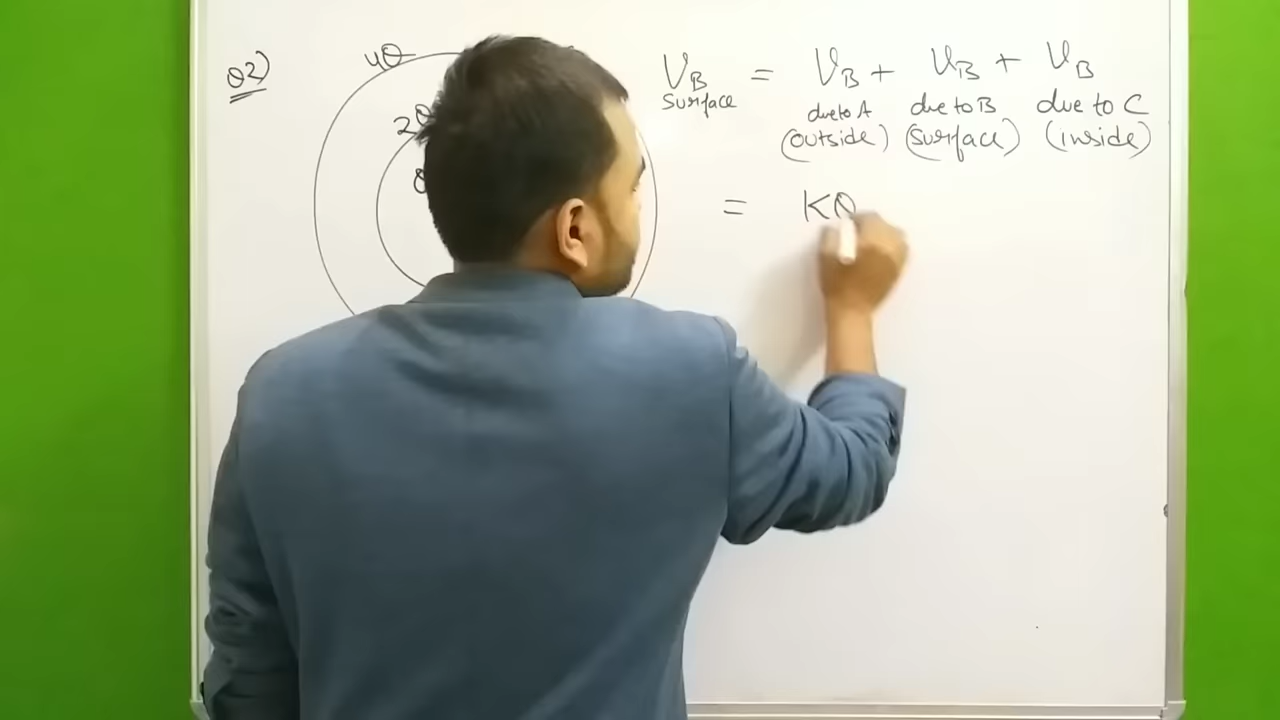 Q2)
4Q
2Q
V_B surface = V_B + V_B + V_B
due to A due to B due to C
(outside) (surface) (inside)
= KQ